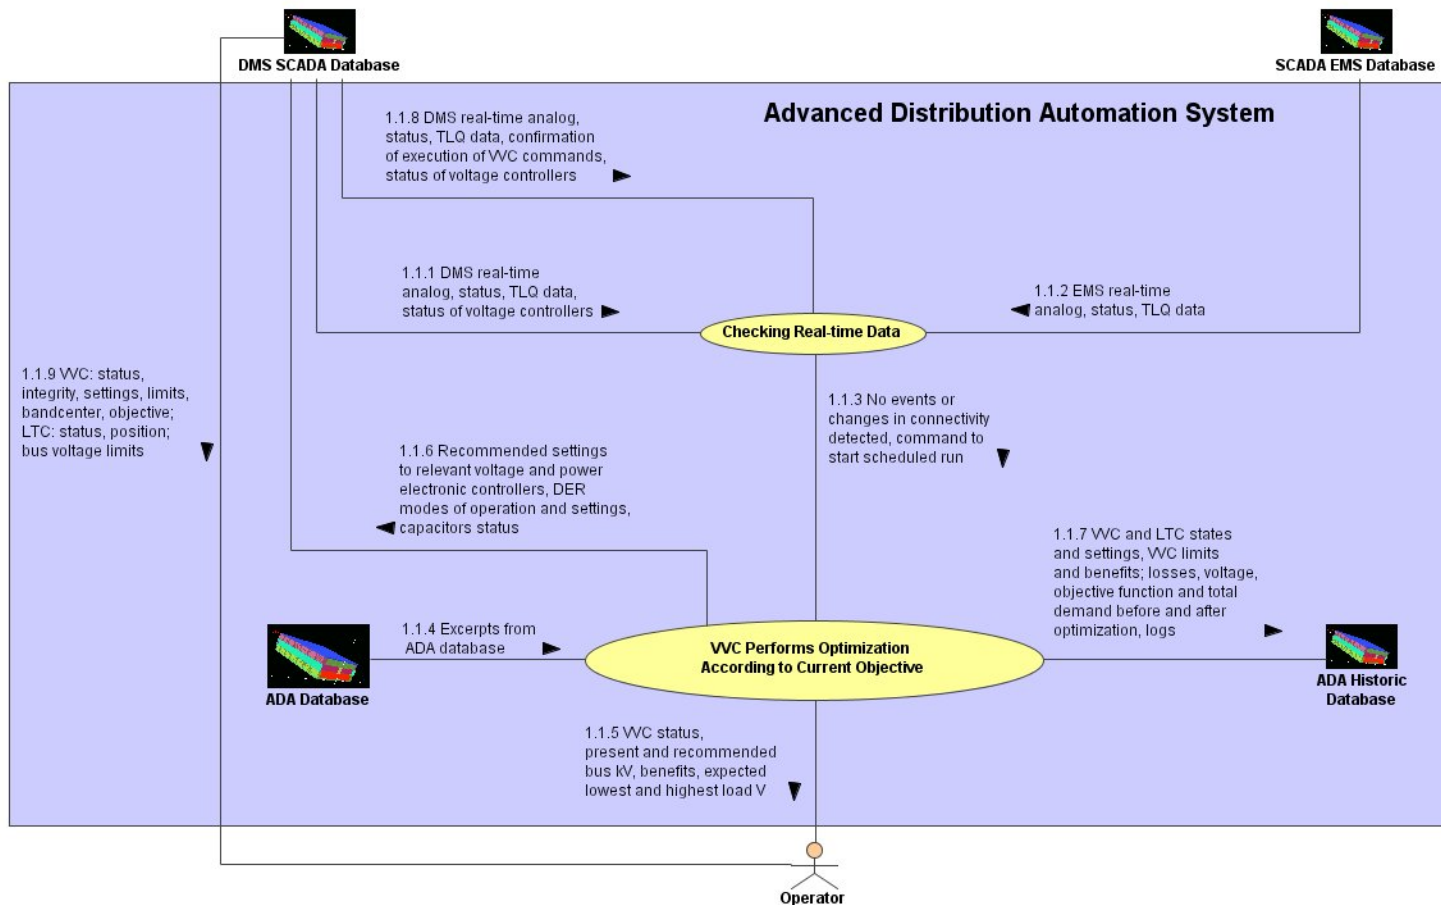 DMS SCADA Database
SCADA EMS Database
Advanced Distribution Automation System
1.1.8 DMS real-time analog,
status, TLQ data, confirmation
of execution of VVC commands,
status of voltage controllers
1.1.1 DMS real-time
analog, status, TLQ data,
status of voltage controllers
1.1.2 EMS real-time
analog, status, TLQ data
Checking Real-time Data
1.1.9 VVC: status,
integrity, settings, limits,
bandcenter, objective;
LTC: status, position;
bus voltage limits
1.1.3 No events or
changes in connectivity
detected, command to
start scheduled run
1.1.6 Recommended settings
to relevant voltage and power
electronic controllers, DER
modes of operation and settings,
capacitors status
1.1.7 VVC and LTC states
and settings, VVC limits
and benefits; losses, voltage,
objective function and total
demand before and after
optimization, logs
1.1.4 Excerpts from
ADA database
VVC Performs Optimization
According to Current Objective
ADA Database
ADA Historic
Database
1.1.5 VVC status,
present and recommended
bus kV, benefits, expected
lowest and highest load V
Operator